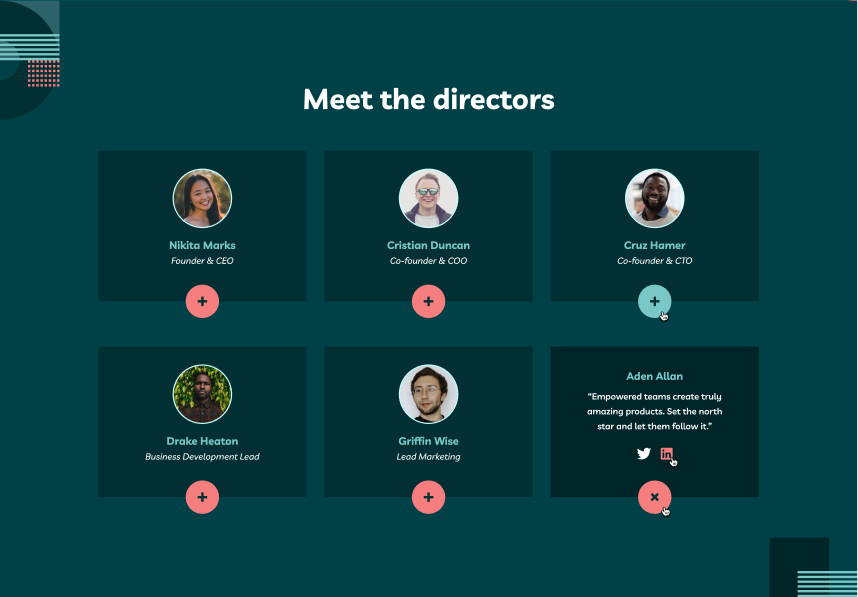 Meet the directors
Nikita Marks
Founder & CEO
Cristian Duncan
Co-founder & COO
Cruz Hamer
Co-founder & CTO
Drake Heaton
Business Development Lead
Griffin Wise
Lead Marketing
Aden Allan
“Empowered teams create truly
amazing products. Set the north
star and let them follow it.”
in